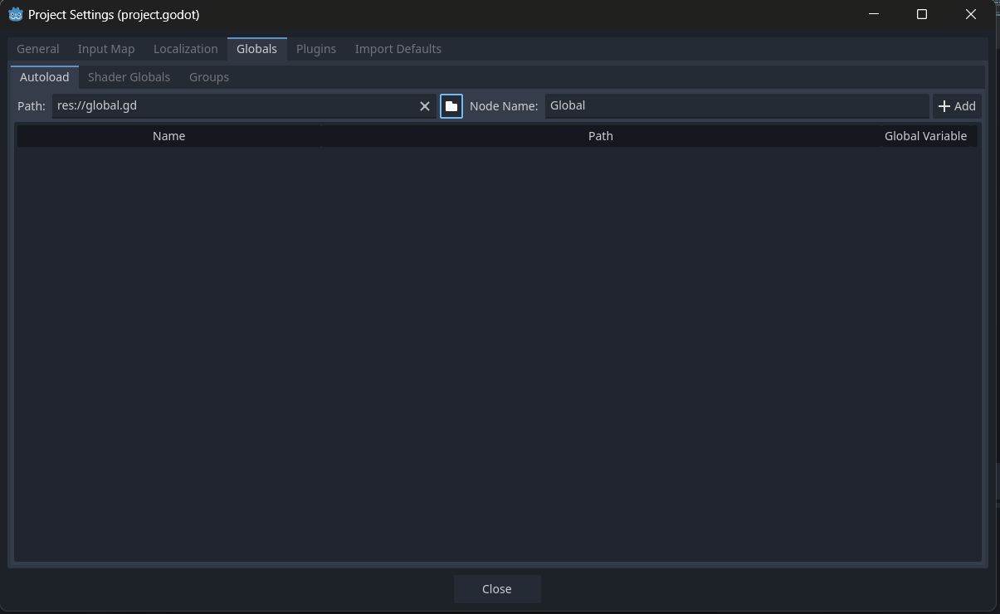 Project Settings (project.godot)
General Input Map Localization Globals Plugins Import Defaults
Autoload Shader Globals Groups
Path: res://global.gd Node Name: Global Add
Name Path Global Variable
Close